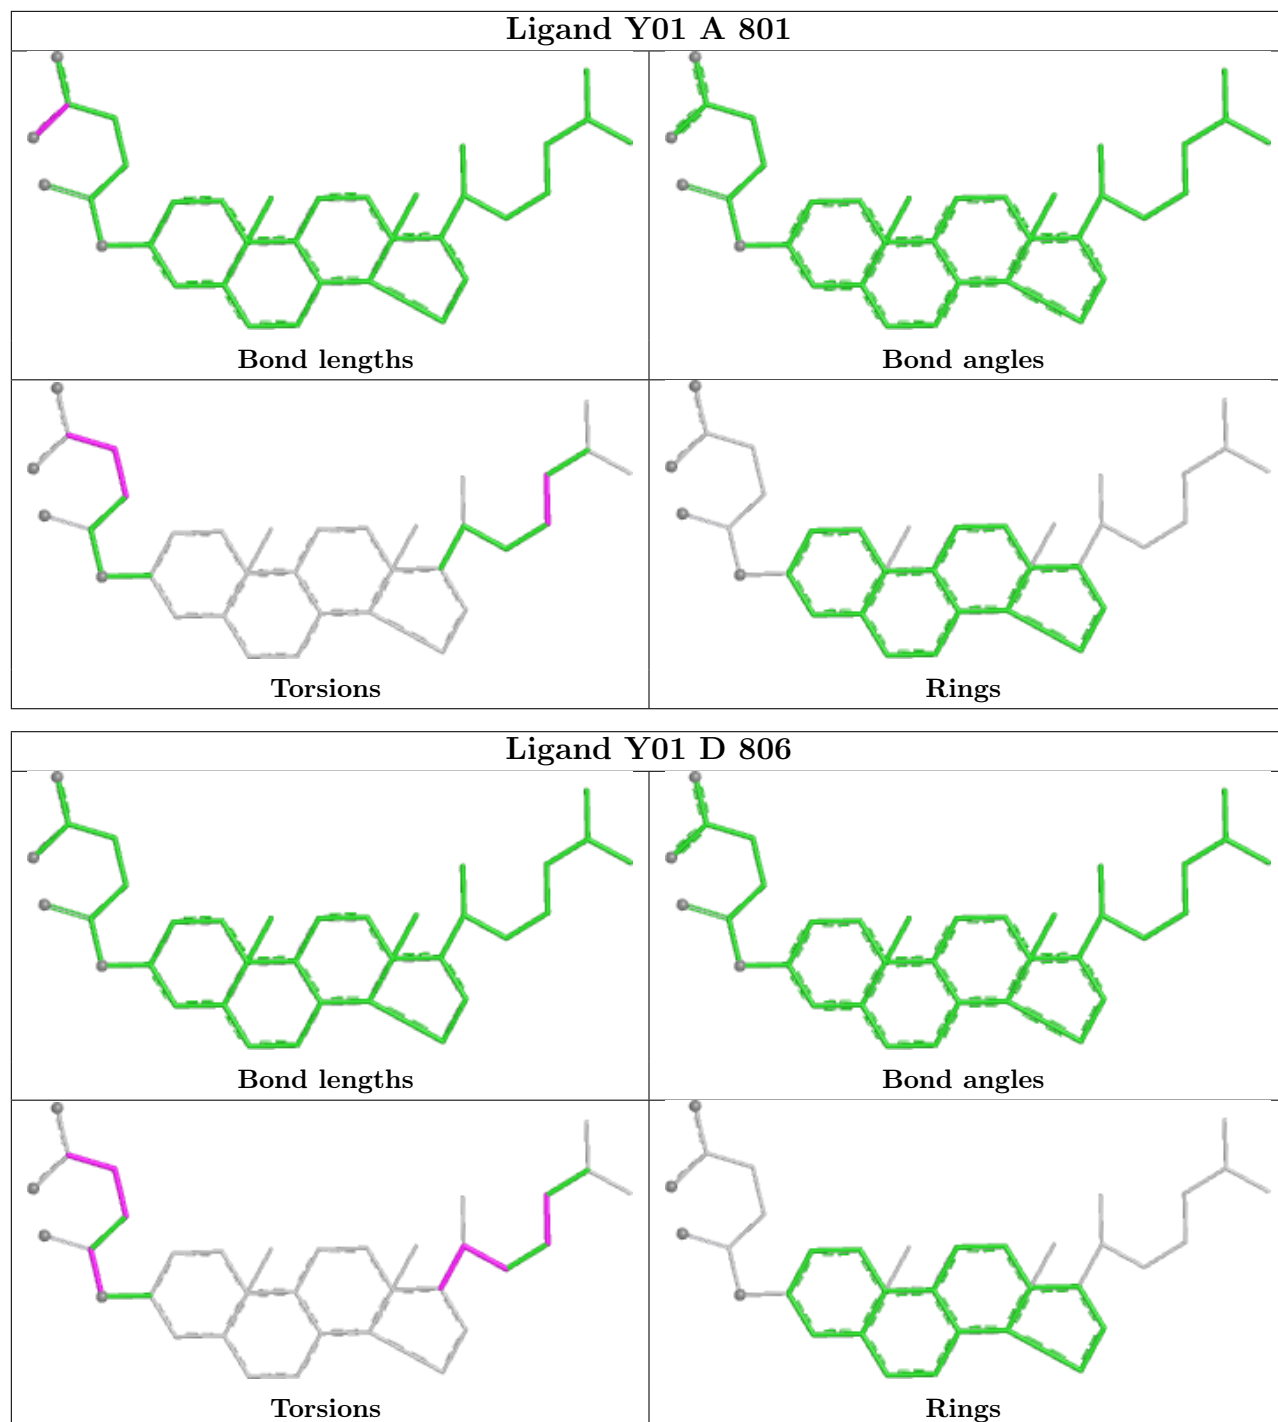 Ligand Y01 A 801
Bond lengths
Bond angles
Torsions
Rings
Ligand Y01 D 806
Bond lengths
Bond angles
Torsions
Rings